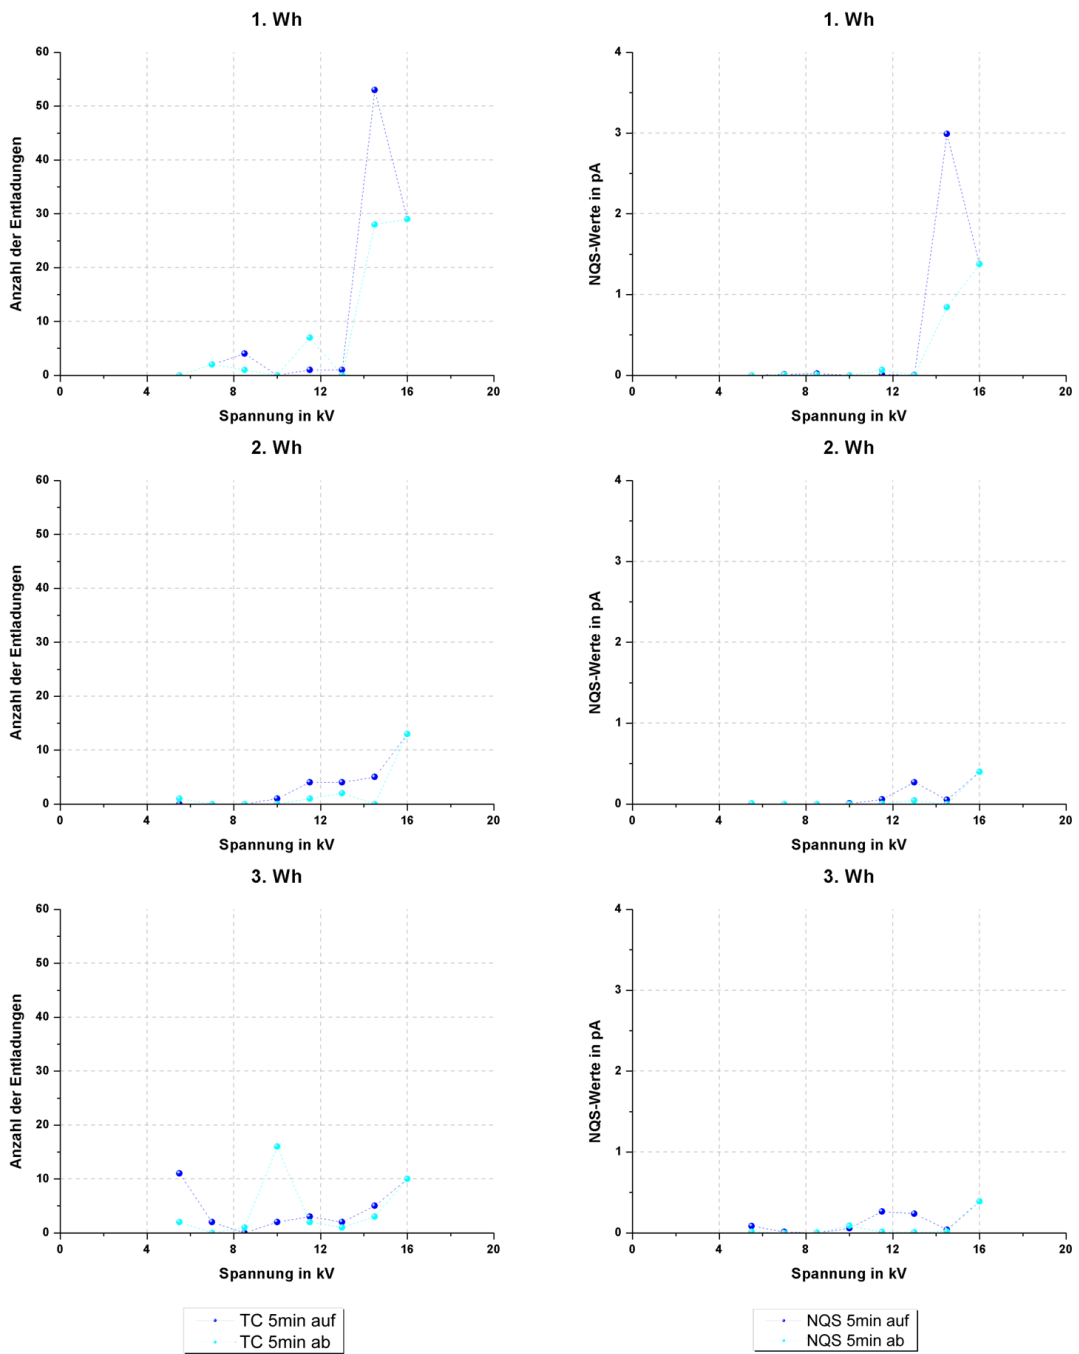 1. Wh
60
50
40
30
20
10
0
Anzahl der Entladungen
0 4 8 12 16 20
Spannung in kV
1. Wh
4
3
2
1
0
NQS-Werte in pA
0 4 8 12 16 20
Spannung in kV
2. Wh
60
50
40
30
20
10
0
Anzahl der Entladungen
0 4 8 12 16 20
Spannung in kV
2. Wh
4
3
2
1
0
NQS-Werte in pA
0 4 8 12 16 20
Spannung in kV
3. Wh
60
50
40
30
20
10
0
Anzahl der Entladungen
0 4 8 12 16 20
Spannung in kV
3. Wh
4
3
2
1
0
NQS-Werte in pA
0 4 8 12 16 20
Spannung in kV
TC 5min auf
TC 5min ab
NQS 5min auf
NQS 5min ab